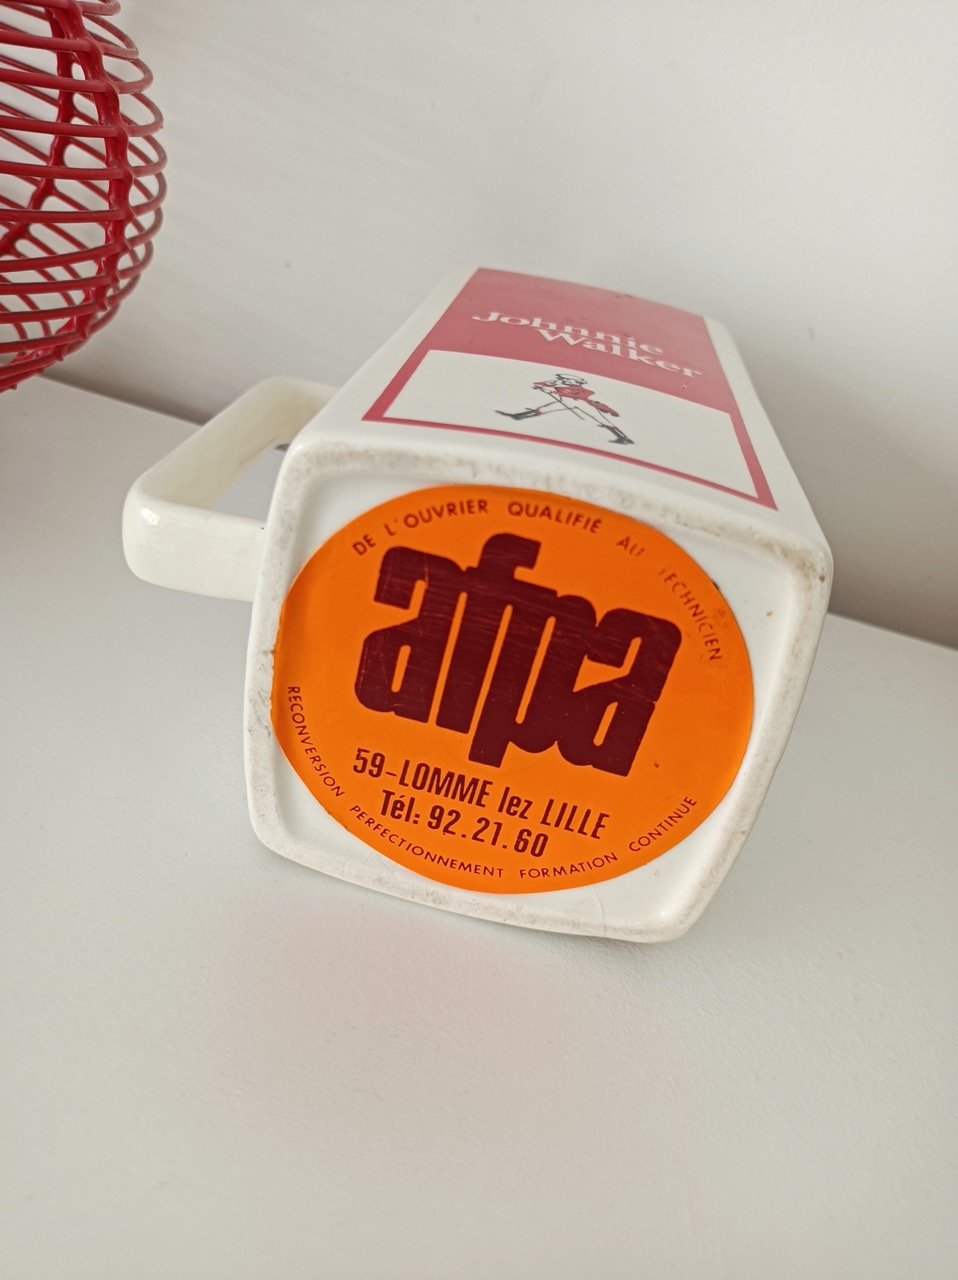 Johnnie
Walker
DE L'OUVRIER QUALIFIÉ AU TECHNICIEN
afpa
59-LOMME lez LILLE
Tél: 92.21.60
RECONVERSION PERFECTIONNEMENT FORMATION CONTINUE